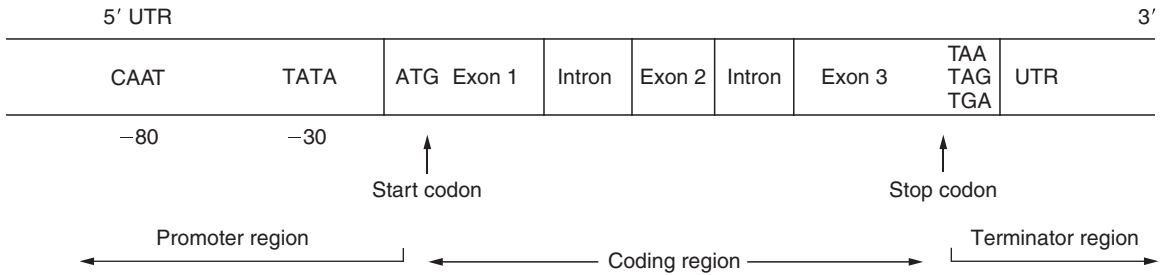 5′ UTR 3′
CAAT TATA ATG Exon 1 Intron Exon 2 Intron Exon 3 TAA TAG TGA UTR
−80 −30
Start codon Stop codon
Promoter region Coding region Terminator region